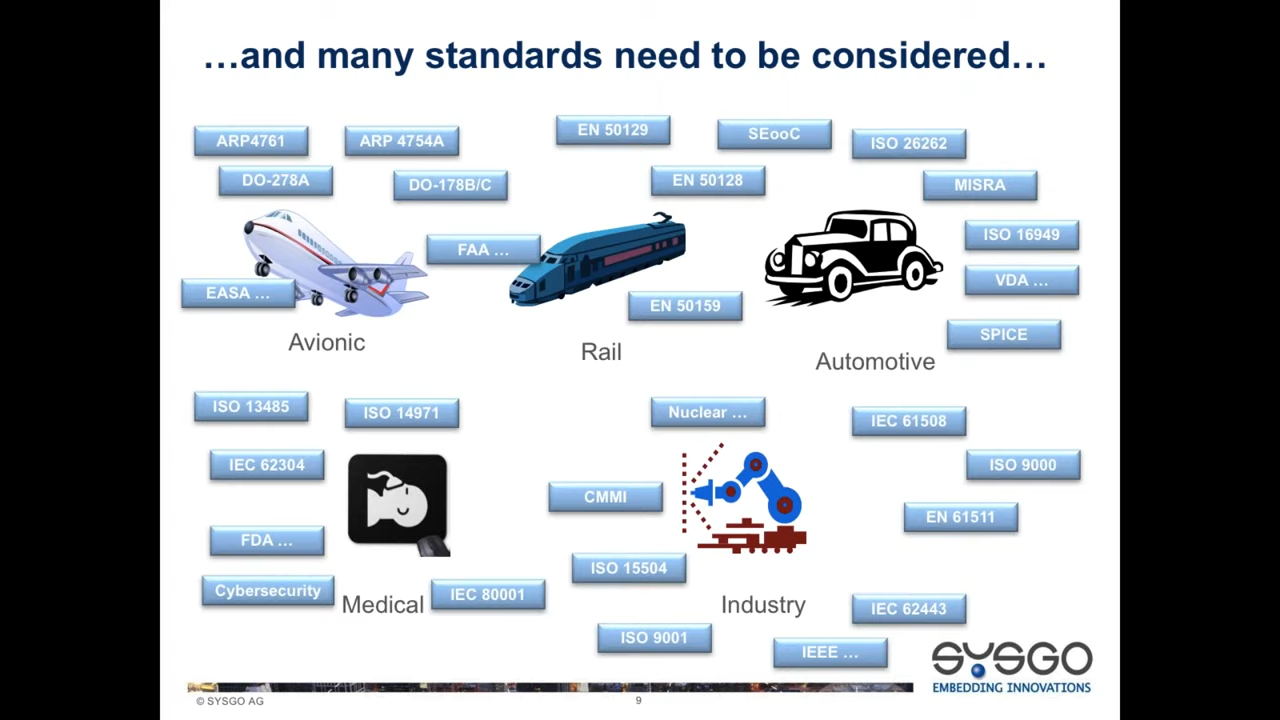 …and many standards need to be considered…
ARP4761
ARP 4754A
EN 50129
SEooC
ISO 26262
DO-278A
DO-178B/C
EN 50128
MISRA
FAA …
ISO 16949
EASA …
EN 50159
VDA …
SPICE
Avionic
Rail
Automotive
ISO 13485
ISO 14971
Nuclear …
IEC 61508
IEC 62304
ISO 9000
CMMI
EN 61511
FDA …
ISO 15504
Cybersecurity
Medical
IEC 80001
Industry
IEC 62443
ISO 9001
IEEE …
SYSGO
EMBEDDING INNOVATIONS
© SYSGO AG
9